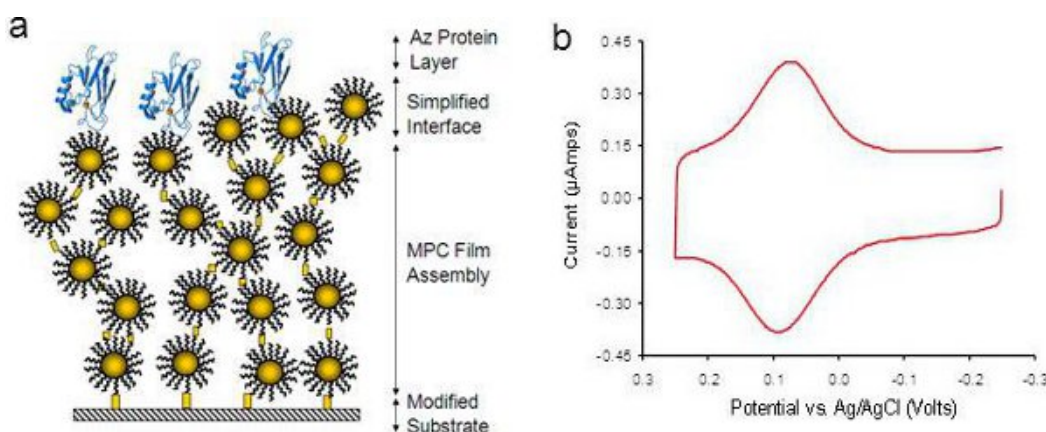 a
Az Protein
Layer
Simplified
Interface
MPC Film
Assembly
Modified
Substrate
b
Current (µAmps)
0.45
0.30
0.15
0.00
-0.15
-0.30
-0.45
0.3 0.2 0.1 0.0 -0.1 -0.2 -0.3
Potential vs. Ag/AgCl (Volts)